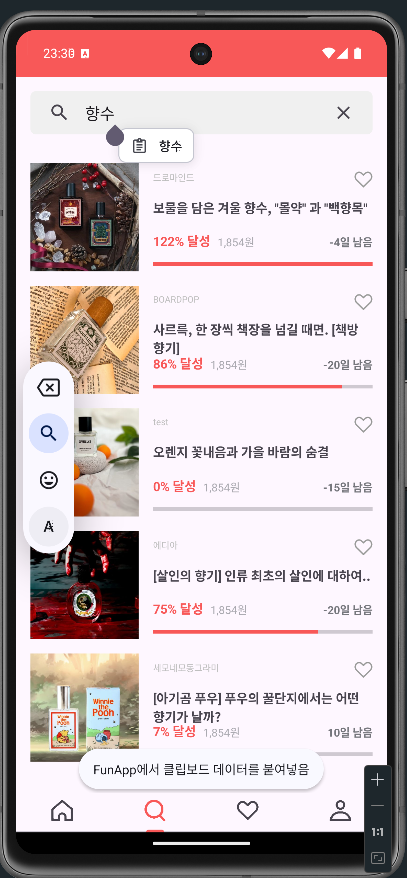 23:30
향수
향수
드로마인드
보물을 담은 겨울 향수, "몰약" 과 "백향목"
122% 달성 1,854원 -4일 남음
BOARDPOP
사르륵, 한 장씩 책장을 넘길 때면. [책방
향기]
86% 달성 1,854원 -20일 남음
test
오렌지 꽃내음과 가을 바람의 숨결
0% 달성 1,854원 -15일 남음
에디아
[살인의 향기] 인류 최초의 살인에 대하여..
75% 달성 1,854원 -20일 남음
세모네모동그라미
Winnie the Pooh
Winnie
the
Pooh
[아기곰 푸우] 푸우의 꿀단지에서는 어떤
향기가 날까?
7% 달성 1,854원 10일 남음
FunApp에서 클립보드 데이터를 붙여넣음
1:1